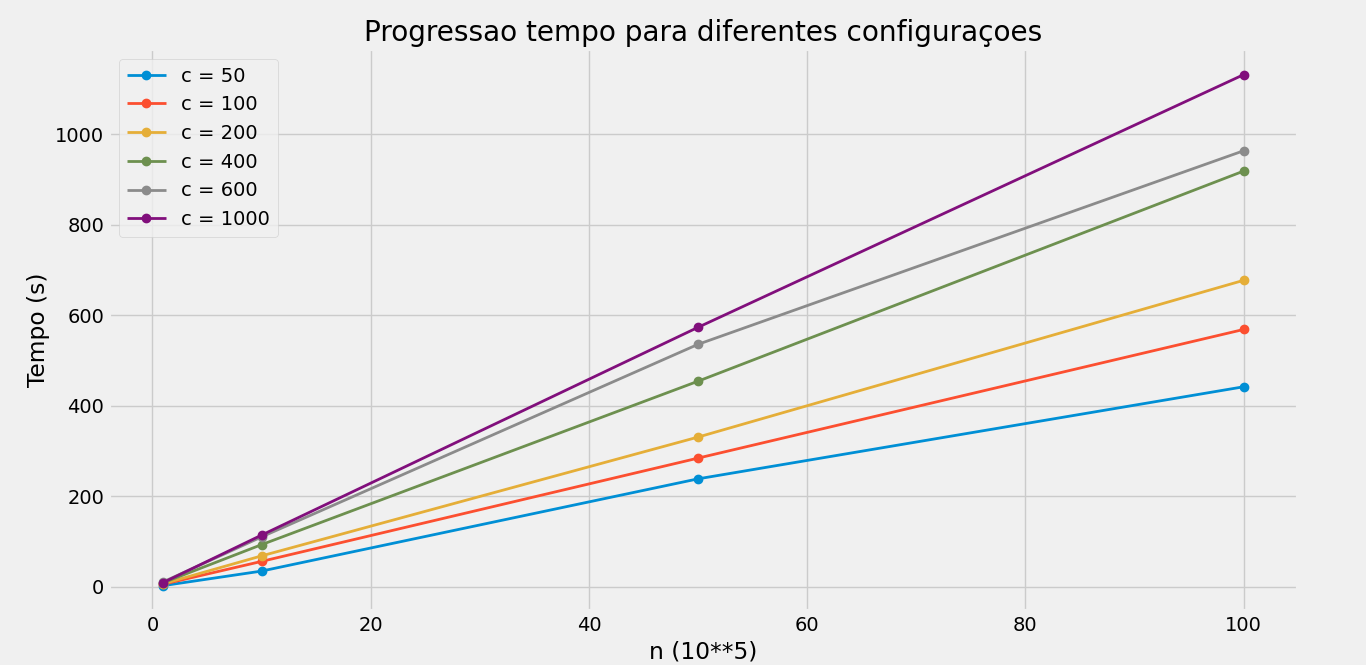 Progressao tempo para diferentes configuraçoes
c = 50
c = 100
c = 200
c = 400
c = 600
c = 1000
Tempo (s)
1000
800
600
400
200
0
0 20 40 60 80 100
n (10**5)